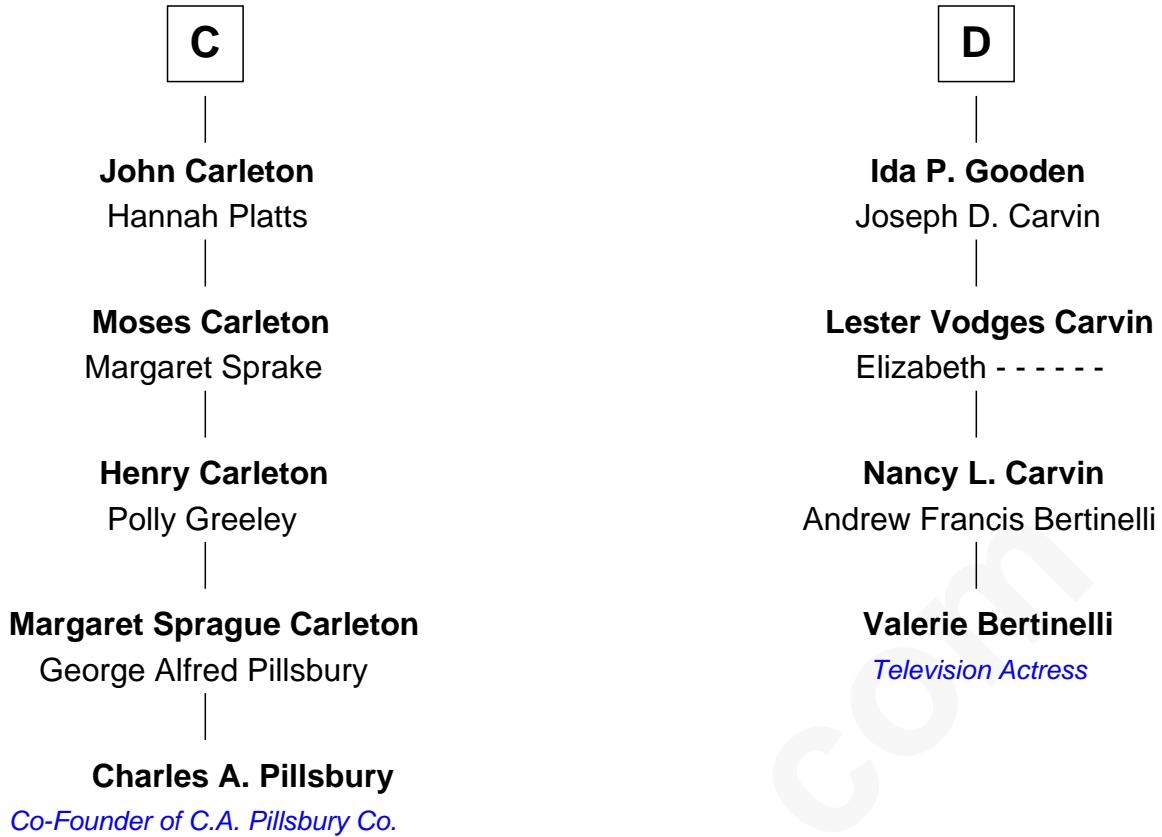 C
John Carleton
Hannah Platts
Moses Carleton
Margaret Sprake
Henry Carleton
Polly Greeley
Margaret Sprague Carleton
George Alfred Pillsbury
Charles A. Pillsbury
Co-Founder of C.A. Pillsbury Co.
D
Ida P. Gooden
Joseph D. Carvin
Lester Vodges Carvin
Elizabeth - - - - - -
Nancy L. Carvin
Andrew Francis Bertinelli
Valerie Bertinelli
Television Actress
com